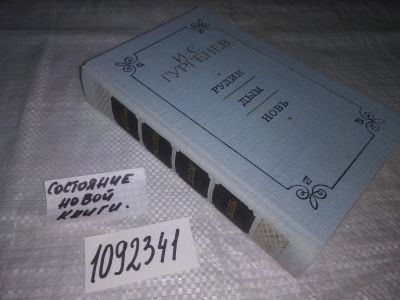 И.С.
ТУРГЕНЕВ
РУДИН
ДЫМ
НОВЬ
СОСТОЯНИЕ
НОВОЙ
КНИГИ.
1092341